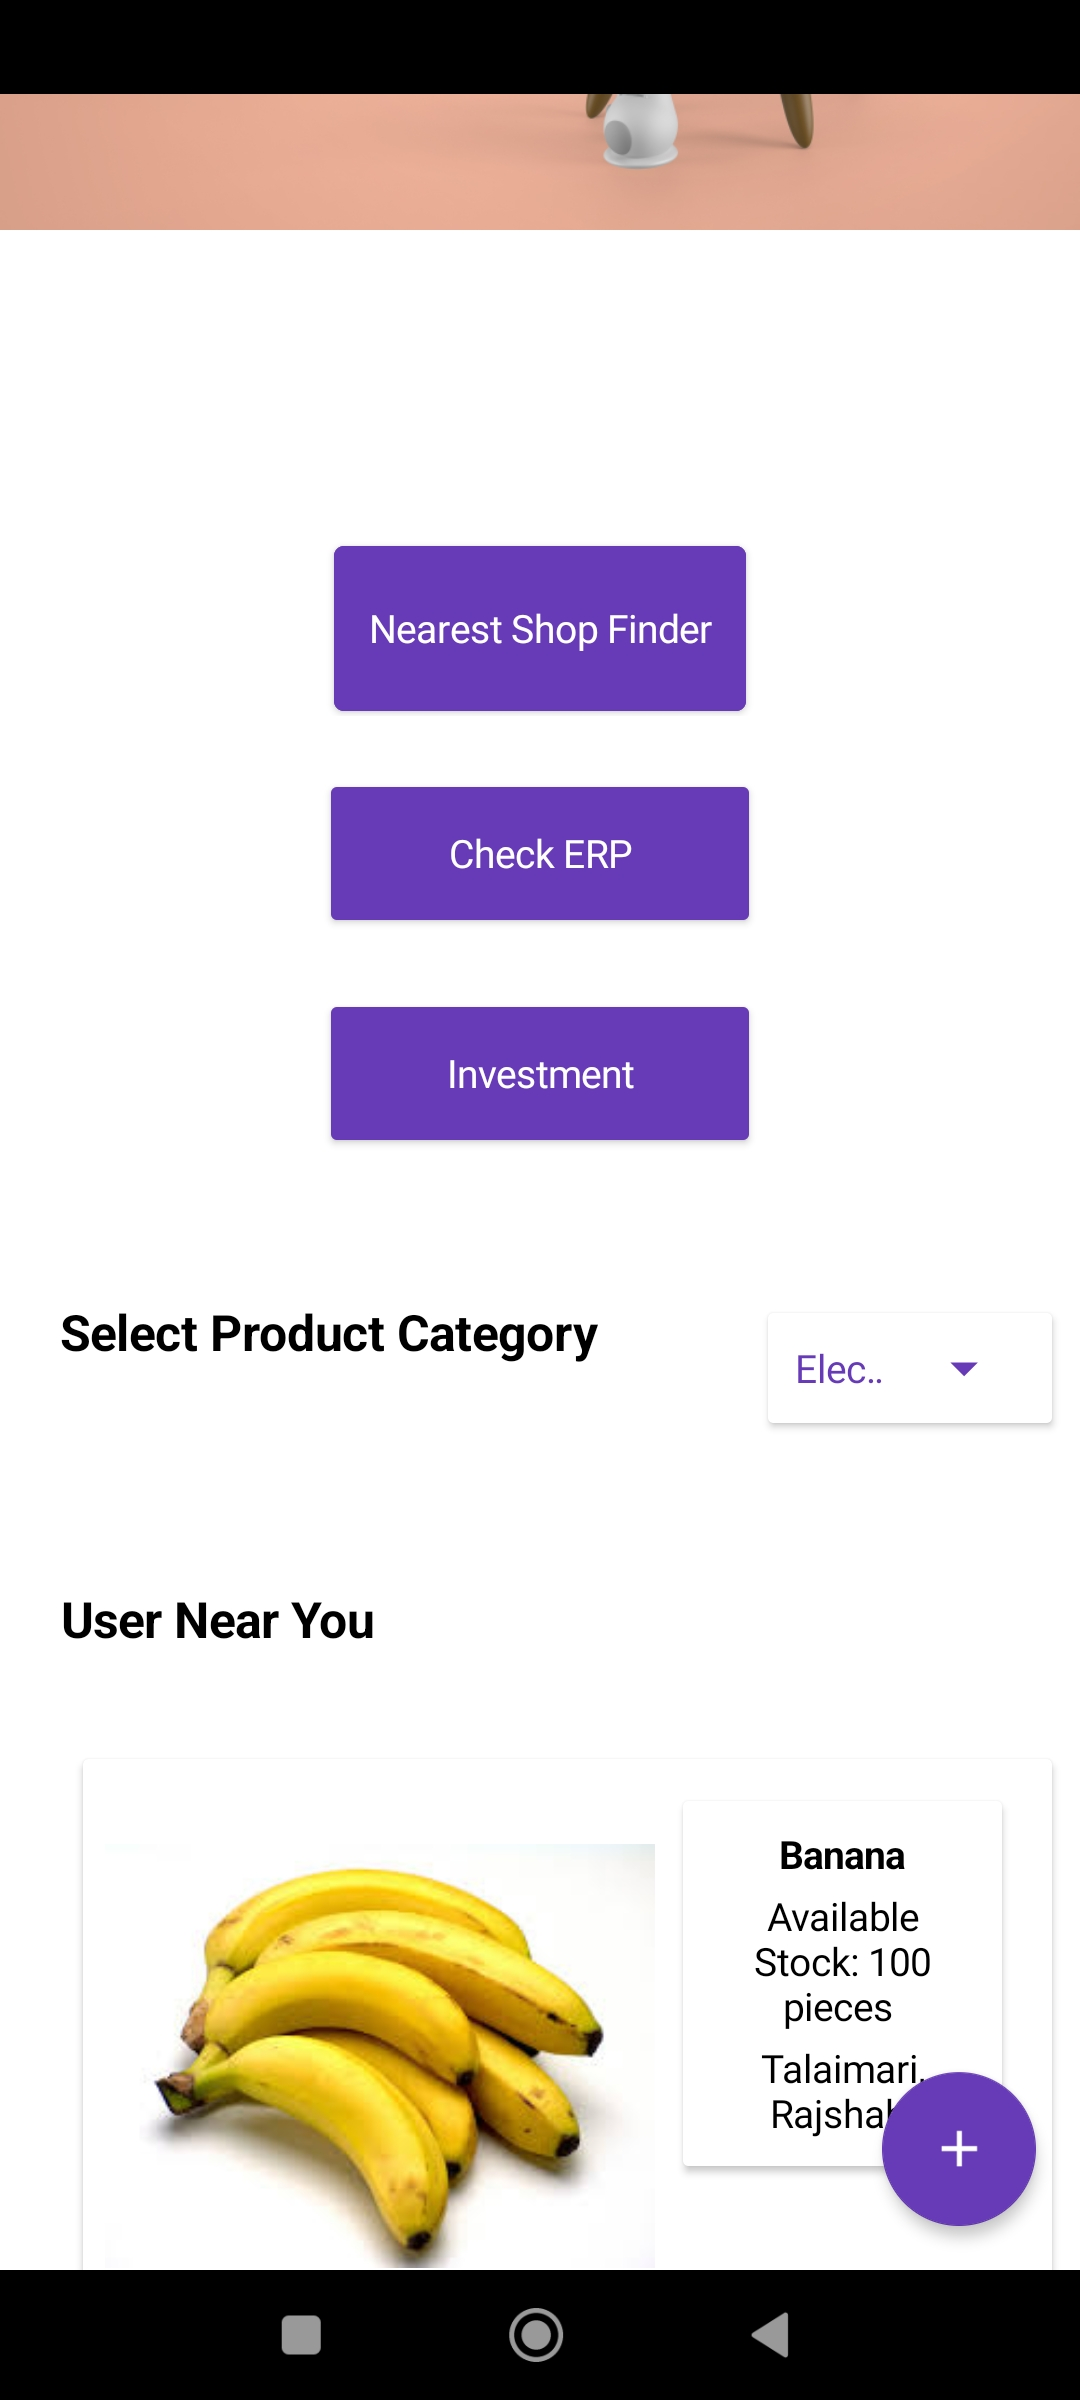 Nearest Shop Finder
Check ERP
Investment
Select Product Category
Elec..
User Near You
Banana
Available
Stock: 100
pieces
Talaimari,